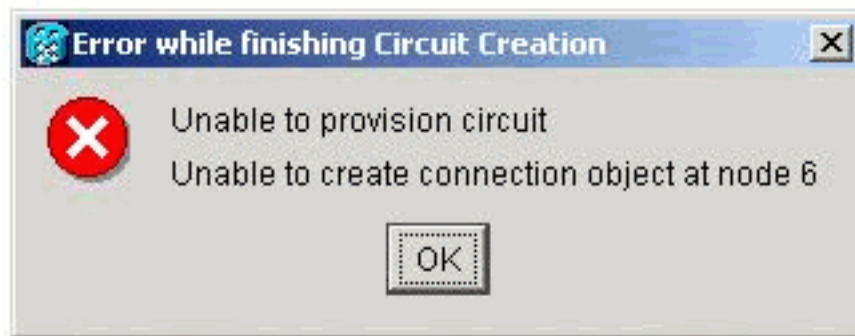 Error while finishing Circuit Creation
Unable to provision circuit
Unable to create connection object at node 6
OK